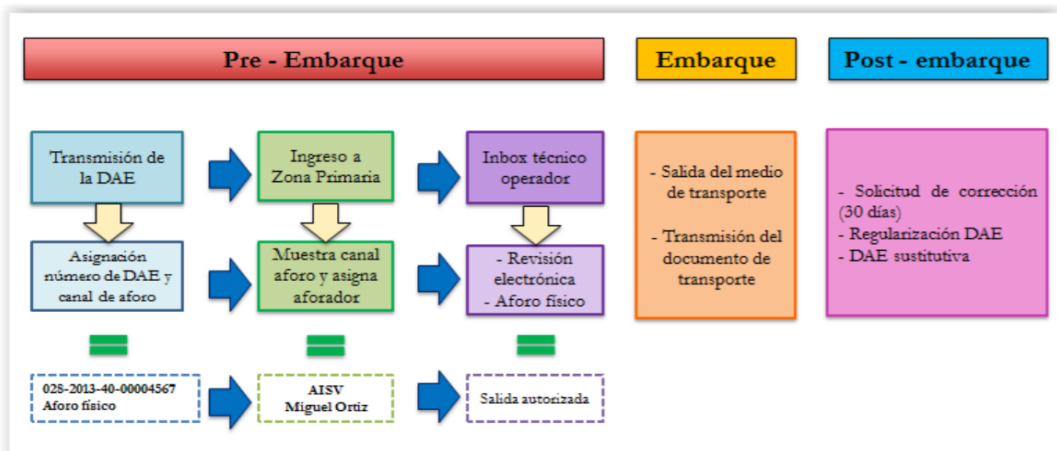 Pre - Embarque
Embarque
Post - embarque
Transmisión de
la DAE
Ingreso a
Zona Primaria
Inbox técnico
operador
Asignación
número de DAE y
canal de aforo
Muestra canal
aforo y asigna
aforador
- Revisión
electrónica
- Aforo físico
028-2013-40-00004567
Aforo físico
AISV
Miguel Ortiz
Salida autorizada
- Salida del medio
de transporte
- Transmisión del
documento de
transporte
- Solicitud de corrección
(30 días)
- Regularización DAE
- DAE sustitutiva